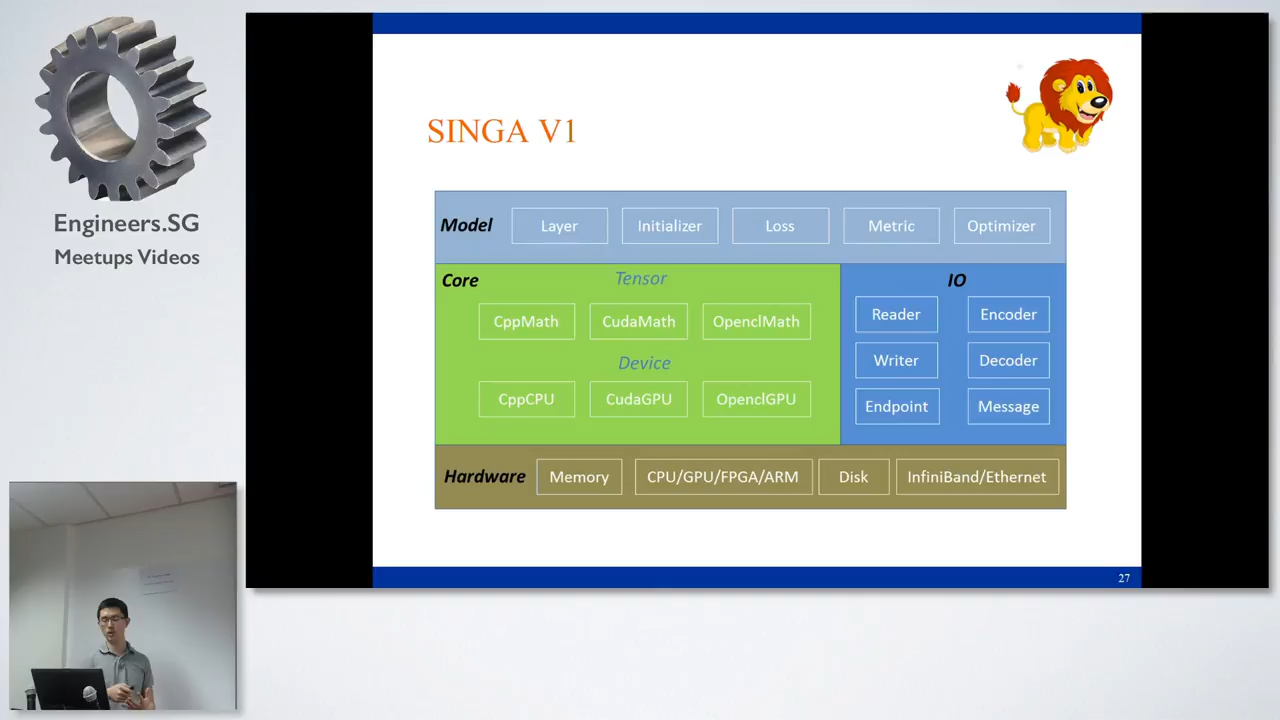 Engineers.SG
Meetups Videos
SINGA V1
Model Layer Initializer Loss Metric Optimizer
Core Tensor
CppMath CudaMath OpenclMath
Device
CppCPU CudaGPU OpenclGPU
IO
Reader Encoder
Writer Decoder
Endpoint Message
Hardware Memory CPU/GPU/FPGA/ARM Disk InfiniBand/Ethernet
27